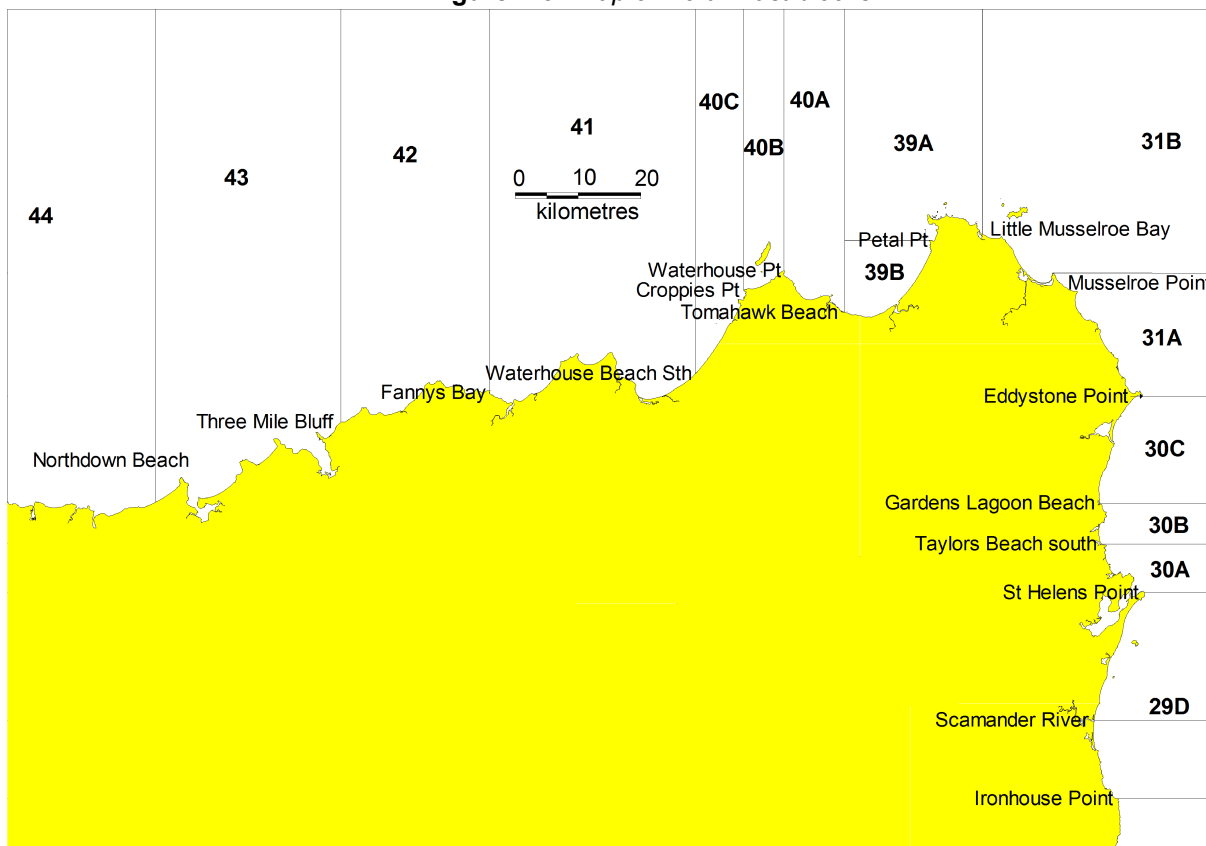 40C
40A
41
40B
39A
31B
42
43
0 10 20
kilometres
44
Little Musselroe Bay
Petal Pt
39B
Waterhouse Pt
Musselroe Point
Croppies Pt
Tomahawk Beach
31A
Waterhouse Beach Sth
Fannys Bay
Eddystone Point
Three Mile Bluff
30C
Northdown Beach
Gardens Lagoon Beach
30B
Taylors Beach south
30A
St Helens Point
29D
Scamander River
Ironhouse Point